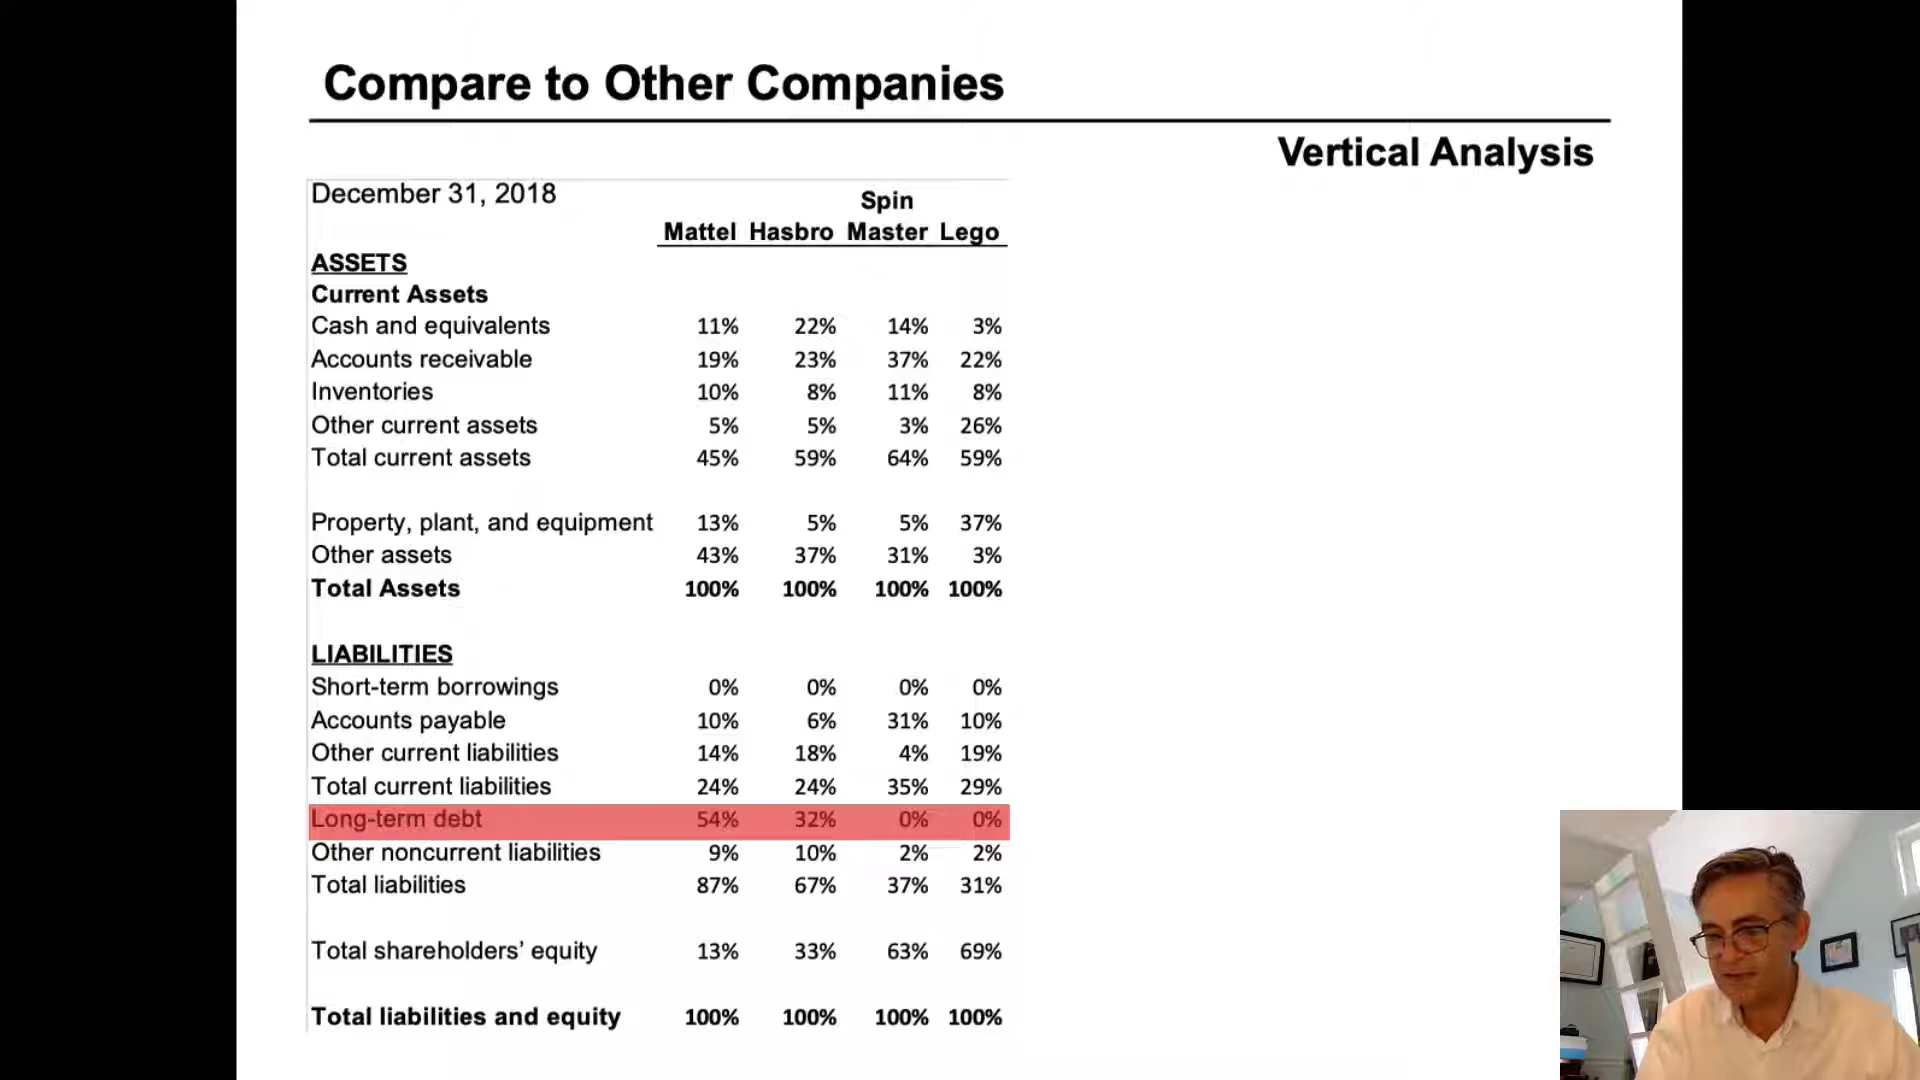 Compare to Other Companies
Vertical Analysis
December 31, 2018
Spin
Mattel Hasbro Master Lego
ASSETS
Current Assets
Cash and equivalents 11% 22% 14% 3%
Accounts receivable 19% 23% 37% 22%
Inventories 10% 8% 11% 8%
Other current assets 5% 5% 3% 26%
Total current assets 45% 59% 64% 59%
Property, plant, and equipment 13% 5% 5% 37%
Other assets 43% 37% 31% 3%
Total Assets 100% 100% 100% 100%
LIABILITIES
Short-term borrowings 0% 0% 0% 0%
Accounts payable 10% 6% 31% 10%
Other current liabilities 14% 18% 4% 19%
Total current liabilities 24% 24% 35% 29%
Long-term debt 54% 32% 0% 0%
Other noncurrent liabilities 9% 10% 2% 2%
Total liabilities 87% 67% 37% 31%
Total shareholders’ equity 13% 33% 63% 69%
Total liabilities and equity 100% 100% 100% 100%